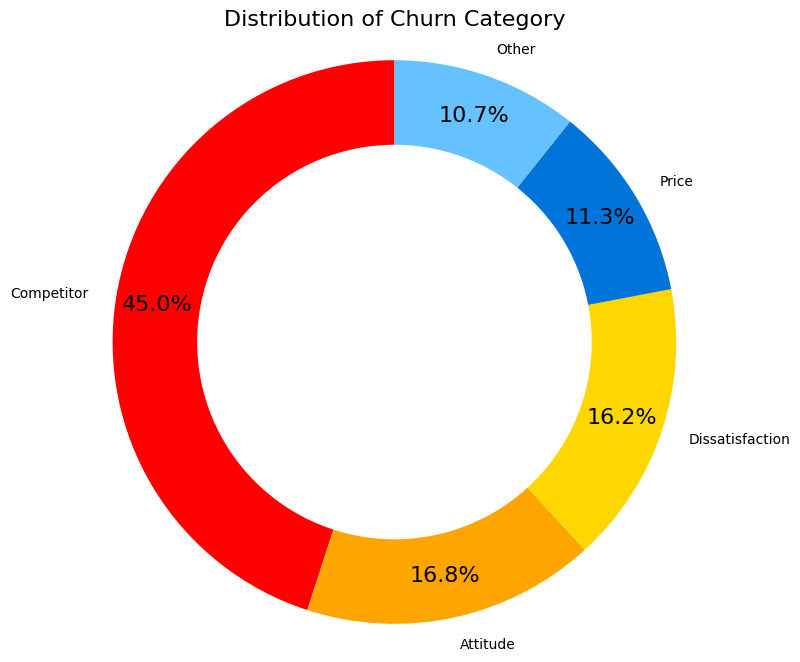 Distribution of Churn Category
Other
10.7%
Price
11.3%
Competitor
45.0%
16.2%
Dissatisfaction
16.8%
Attitude